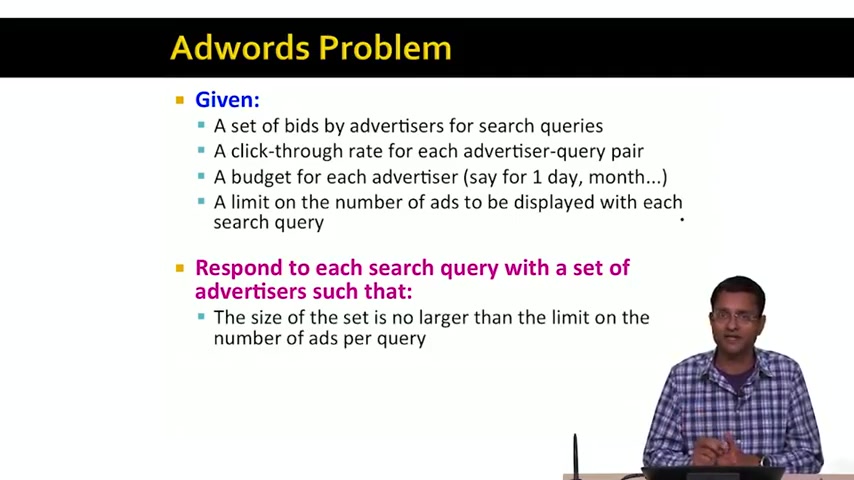 Adwords Problem
Given:
A set of bids by advertisers for search queries
A click-through rate for each advertiser-query pair
A budget for each advertiser (say for 1 day, month...)
A limit on the number of ads to be displayed with each
search query
Respond to each search query with a set of
advertisers such that:
The size of the set is no larger than the limit on the
number of ads per query